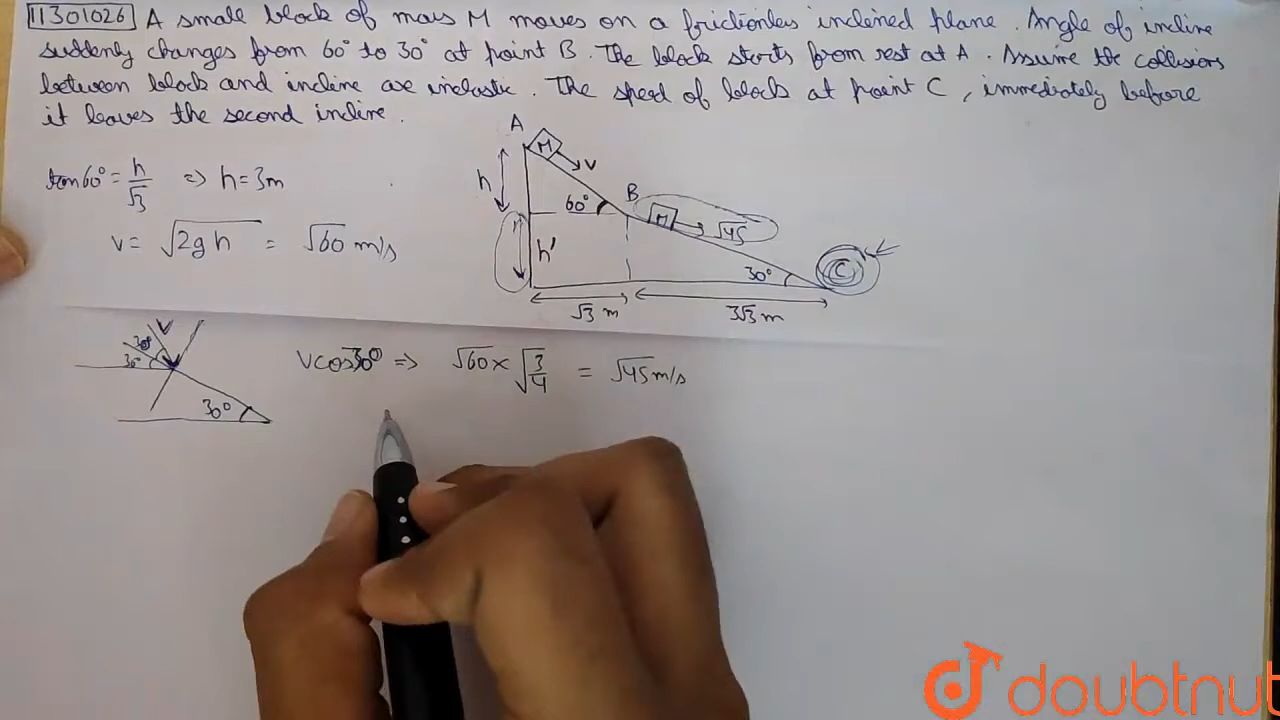 11301026 A small block of mass M moves on a frictionless inclined plane. Angle of incline
suddenly changes from 60° to 30° at point B. The block starts from rest at A. Assume the collisions
between block and incline are inelastic. The speed of block at point C, immediately before
it leaves the second incline.
A
M
v
h
60°
B
M
√45
h'
30°
C
√3 m
3√3 m
tan60° = h/√3 => h=3m
v = √2gh = √60 m/s
v
30°
30°
30°
vcos30° => √60 × √3/4 = √45 m/s
doubtnut